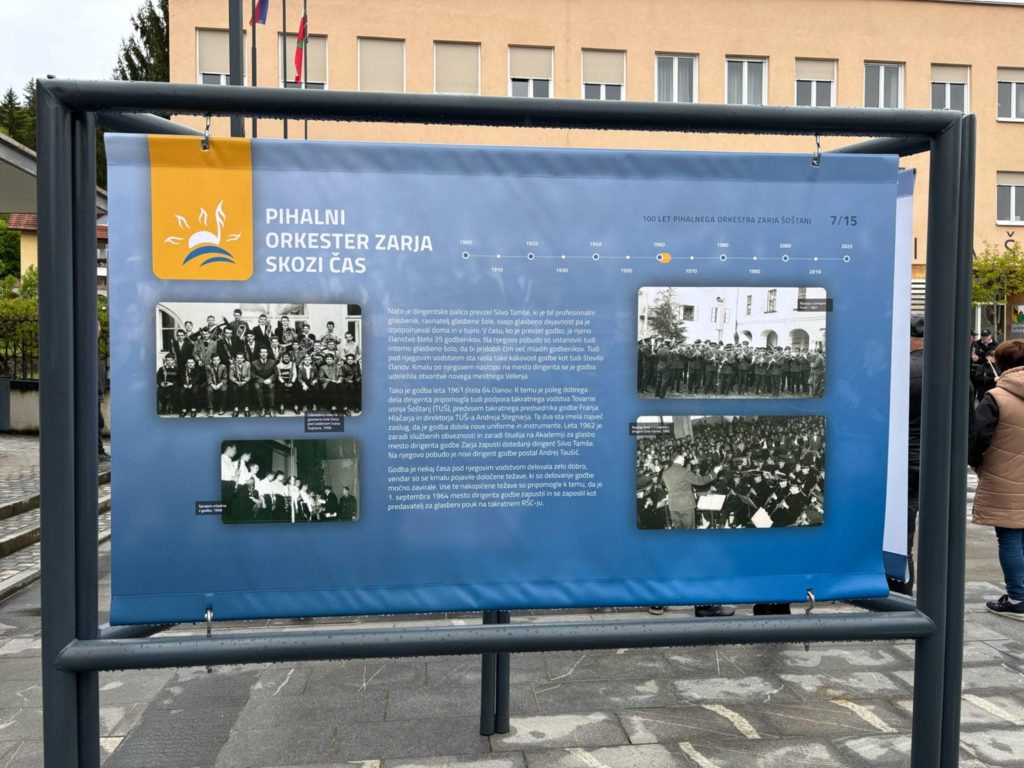 PIHALNI
ORKESTER ZARJA
SKOZI ČAS
100 LET PIHALNEGA ORKESTRA ZARJA ŠOŠTANJ 7/15
1900 1920 1940 1960 1980 2000 2025
1910 1930 1950 1970 1990 2010
Nato je dirigentsko palico prevzel Silvo Tamše, ki je bil profesionalni
glasbenik, ravnatelj glasbene šole, svojo glasbeno dejavnost pa je
izpopolnjeval doma in v tujini. V času, ko je prevzel godbo, je njeno
članstvo štelo 35 godbenikov. Na njegovo pobudo so ustanovili tudi
interno glasbeno šolo, da bi pridobili čim več mladih godbenikov. Tudi
pod njegovim vodstvom sta rasla tako kakovost godbe kot tudi število
članov. Kmalu po njegovem nastopu na mesto dirigenta se je godba
udeležila otvoritve novega mestnega Velenja.
Tako je godba leta 1961 štela 64 članov. K temu je poleg dobrega
dela pripomogla tudi podpora takratnega vodstva Tovarne
usnja Šoštanj (TUŠ), predvsem takratnega predsednika godbe Franja
Hlačarja in direktorja TUŠ-a Andreja Stegnarja. Ta dva sta imela največ
zaslug, da je godba dobila nove uniforme in instrumente. Leta 1962 je
zaradi službenih obveznosti in zaradi študija na Akademiji za glasbo
mesto dirigenta godbe Zarja zapusti dotedanji dirigent Silvo Tamše.
Na njegovo pobudo je novi dirigent godbe postal Andrej Taušič.
Godba je nekaj časa pod njegovim vodstvom delovala zelo dobro,
vendar so se kmalu pojavile določene težave, ki so delovanje godbe
močno zavirale. Vse te nakopičene težave so pripomogle k temu, da je
1. septembra 1964 mesto dirigenta godbe zapustil in se zaposlil kot
predavatelj za glasbeni pouk na takratnem RŠC-ju.
Sprejem mladine
v godbo, 1959